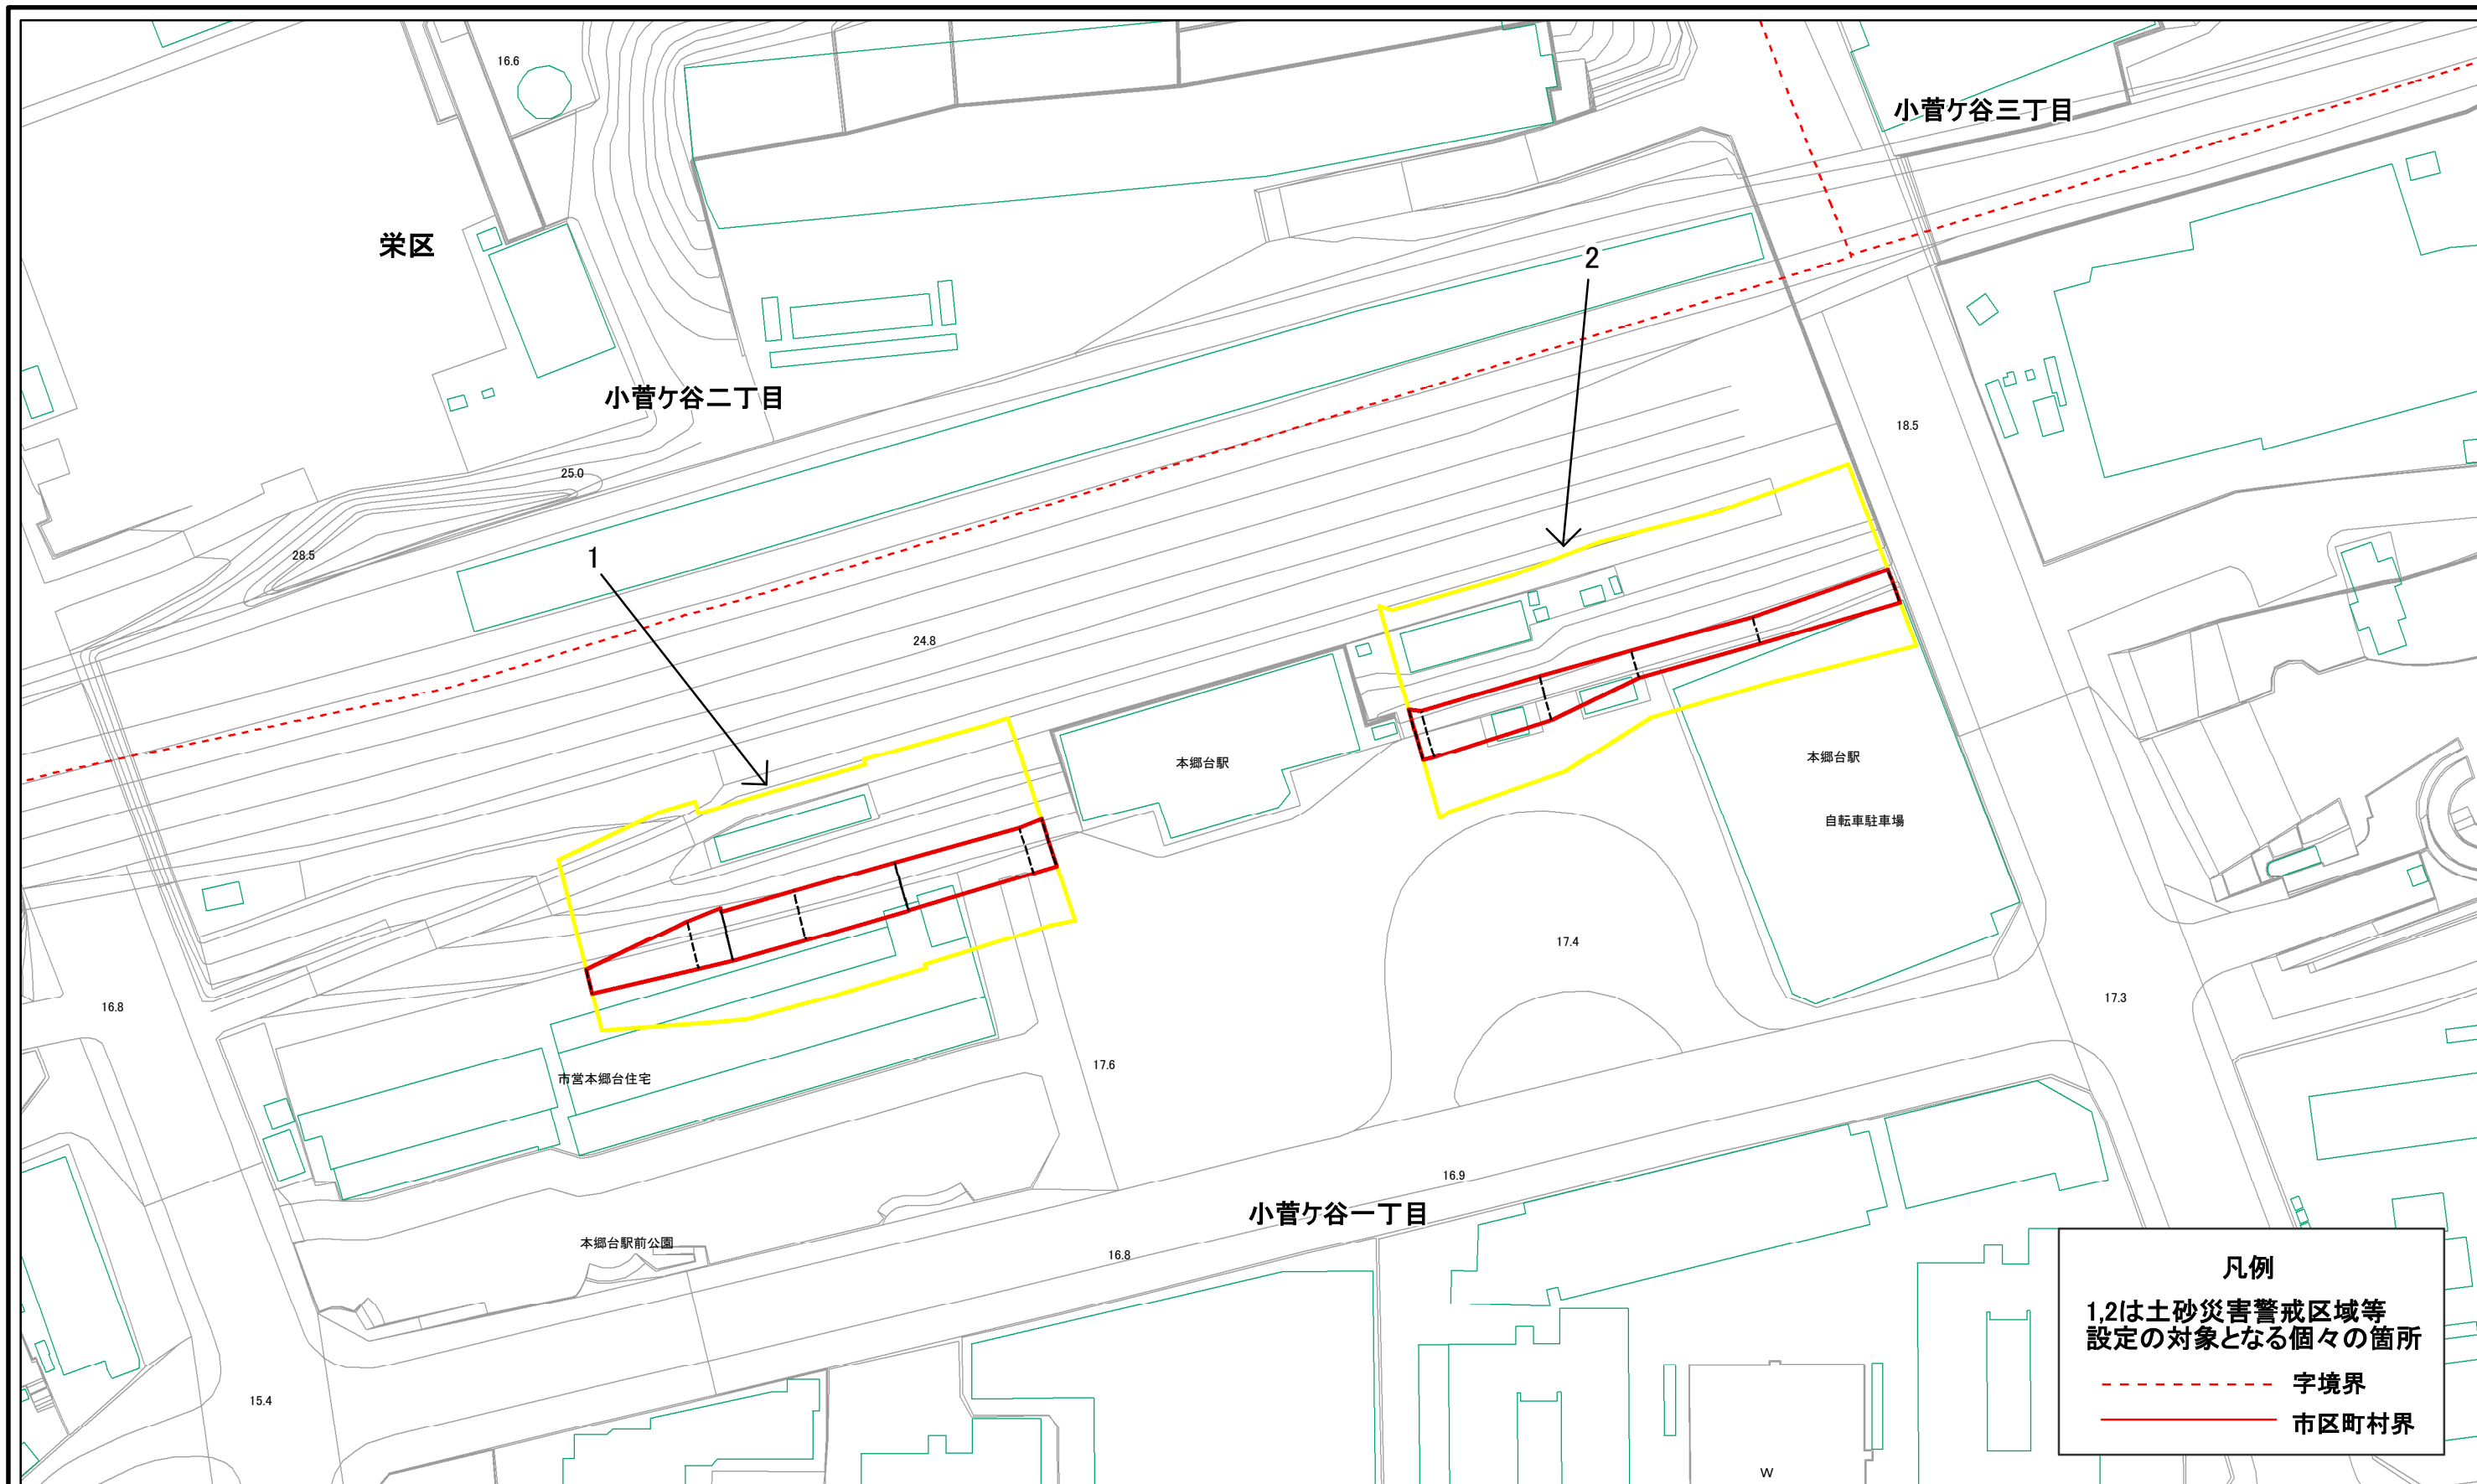 16.6
小菅ケ谷三丁目
栄区
2
小菅ケ谷二丁目
18.5
25.0
28.5
1
24.8
本郷台駅
本郷台駅
自転車駐車場
17.4
16.8
17.3
17.6
市営本郷台住宅
16.9
小菅ケ谷一丁目
本郷台駅前公園
16.8
15.4
W
凡例
1,2は土砂災害警戒区域等
設定の対象となる個々の箇所
字境界
市区町村界